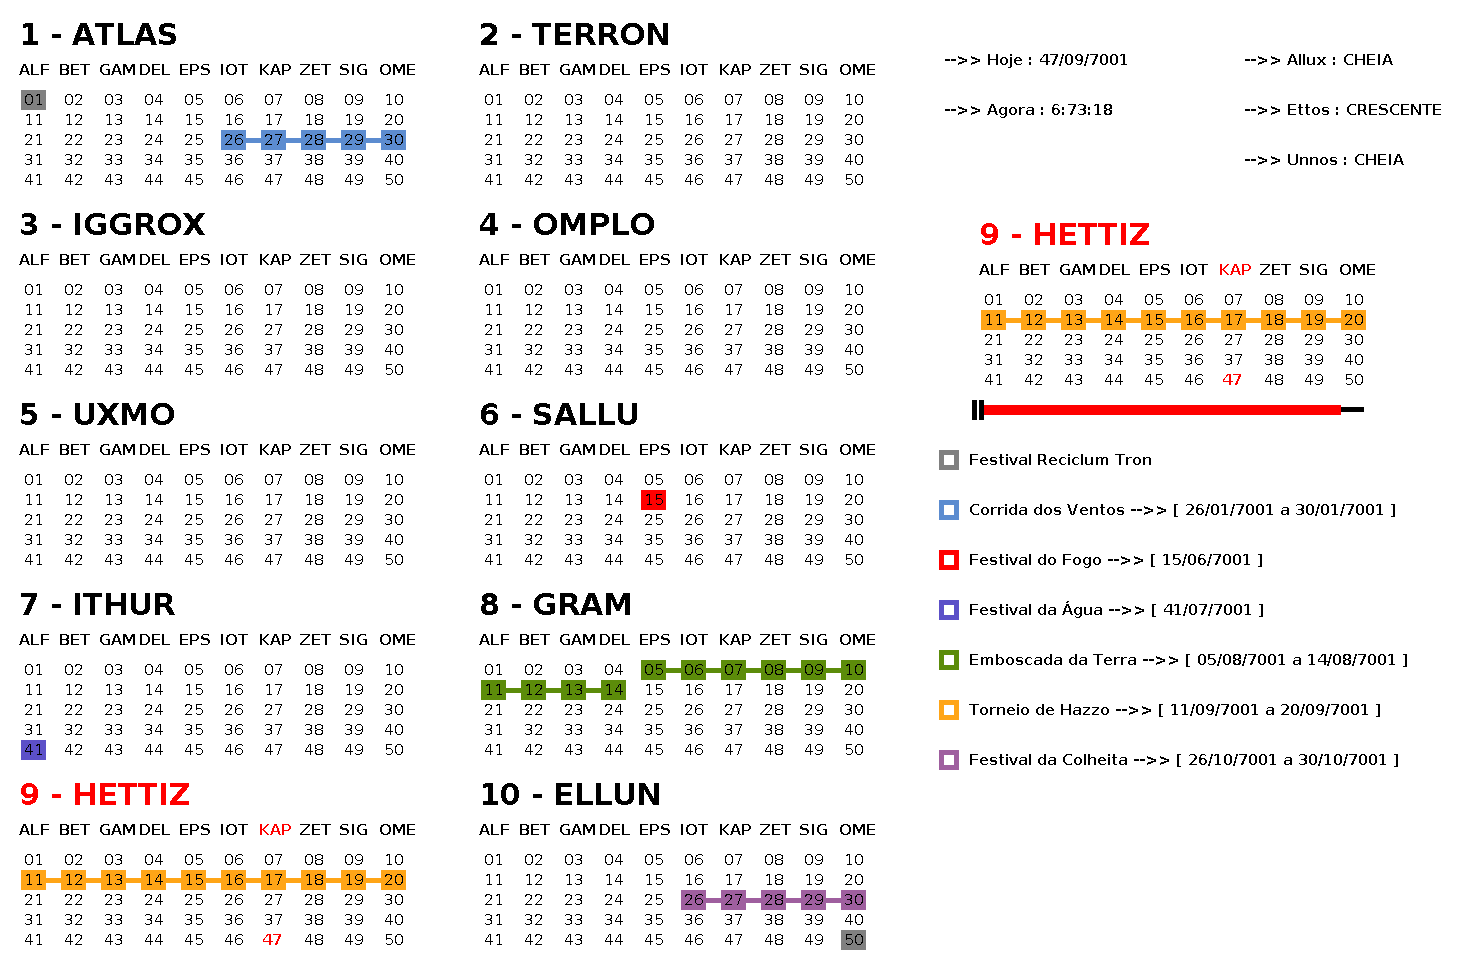 1 - ATLAS
ALF BET GAM DEL EPS IOT KAP ZET SIG OME
01 02 03 04 05 06 07 08 09 10
11 12 13 14 15 16 17 18 19 20
21 22 23 24 25 26 27 28 29 30
31 32 33 34 35 36 37 38 39 40
41 42 43 44 45 46 47 48 49 50
2 - TERRON
ALF BET GAM DEL EPS IOT KAP ZET SIG OME
01 02 03 04 05 06 07 08 09 10
11 12 13 14 15 16 17 18 19 20
21 22 23 24 25 26 27 28 29 30
31 32 33 34 35 36 37 38 39 40
41 42 43 44 45 46 47 48 49 50
3 - IGGROX
ALF BET GAM DEL EPS IOT KAP ZET SIG OME
01 02 03 04 05 06 07 08 09 10
11 12 13 14 15 16 17 18 19 20
21 22 23 24 25 26 27 28 29 30
31 32 33 34 35 36 37 38 39 40
41 42 43 44 45 46 47 48 49 50
4 - OMPLO
ALF BET GAM DEL EPS IOT KAP ZET SIG OME
01 02 03 04 05 06 07 08 09 10
11 12 13 14 15 16 17 18 19 20
21 22 23 24 25 26 27 28 29 30
31 32 33 34 35 36 37 38 39 40
41 42 43 44 45 46 47 48 49 50
5 - UXMO
ALF BET GAM DEL EPS IOT KAP ZET SIG OME
01 02 03 04 05 06 07 08 09 10
11 12 13 14 15 16 17 18 19 20
21 22 23 24 25 26 27 28 29 30
31 32 33 34 35 36 37 38 39 40
41 42 43 44 45 46 47 48 49 50
6 - SALLU
ALF BET GAM DEL EPS IOT KAP ZET SIG OME
01 02 03 04 05 06 07 08 09 10
11 12 13 14 15 16 17 18 19 20
21 22 23 24 25 26 27 28 29 30
31 32 33 34 35 36 37 38 39 40
41 42 43 44 45 46 47 48 49 50
7 - ITHUR
ALF BET GAM DEL EPS IOT KAP ZET SIG OME
01 02 03 04 05 06 07 08 09 10
11 12 13 14 15 16 17 18 19 20
21 22 23 24 25 26 27 28 29 30
31 32 33 34 35 36 37 38 39 40
41 42 43 44 45 46 47 48 49 50
8 - GRAM
ALF BET GAM DEL EPS IOT KAP ZET SIG OME
01 02 03 04 05 06 07 08 09 10
11 12 13 14 15 16 17 18 19 20
21 22 23 24 25 26 27 28 29 30
31 32 33 34 35 36 37 38 39 40
41 42 43 44 45 46 47 48 49 50
9 - HETTIZ
ALF BET GAM DEL EPS IOT KAP ZET SIG OME
01 02 03 04 05 06 07 08 09 10
11 12 13 14 15 16 17 18 19 20
21 22 23 24 25 26 27 28 29 30
31 32 33 34 35 36 37 38 39 40
41 42 43 44 45 46 47 48 49 50
10 - ELLUN
ALF BET GAM DEL EPS IOT KAP ZET SIG OME
01 02 03 04 05 06 07 08 09 10
11 12 13 14 15 16 17 18 19 20
21 22 23 24 25 26 27 28 29 30
31 32 33 34 35 36 37 38 39 40
41 42 43 44 45 46 47 48 49 50
-->> Hoje : 47/09/7001
-->> Allux : CHEIA
-->> Agora : 6:73:18
-->> Ettos : CRESCENTE
-->> Unnos : CHEIA
9 - HETTIZ
ALF BET GAM DEL EPS IOT KAP ZET SIG OME
01 02 03 04 05 06 07 08 09 10
11 12 13 14 15 16 17 18 19 20
21 22 23 24 25 26 27 28 29 30
31 32 33 34 35 36 37 38 39 40
41 42 43 44 45 46 47 48 49 50
Festival Reciclum Tron
Corrida dos Ventos -->> [ 26/01/7001 a 30/01/7001 ]
Festival do Fogo -->> [ 15/06/7001 ]
Festival da Água -->> [ 41/07/7001 ]
Emboscada da Terra -->> [ 05/08/7001 a 14/08/7001 ]
Torneio de Hazzo -->> [ 11/09/7001 a 20/09/7001 ]
Festival da Colheita -->> [ 26/10/7001 a 30/10/7001 ]